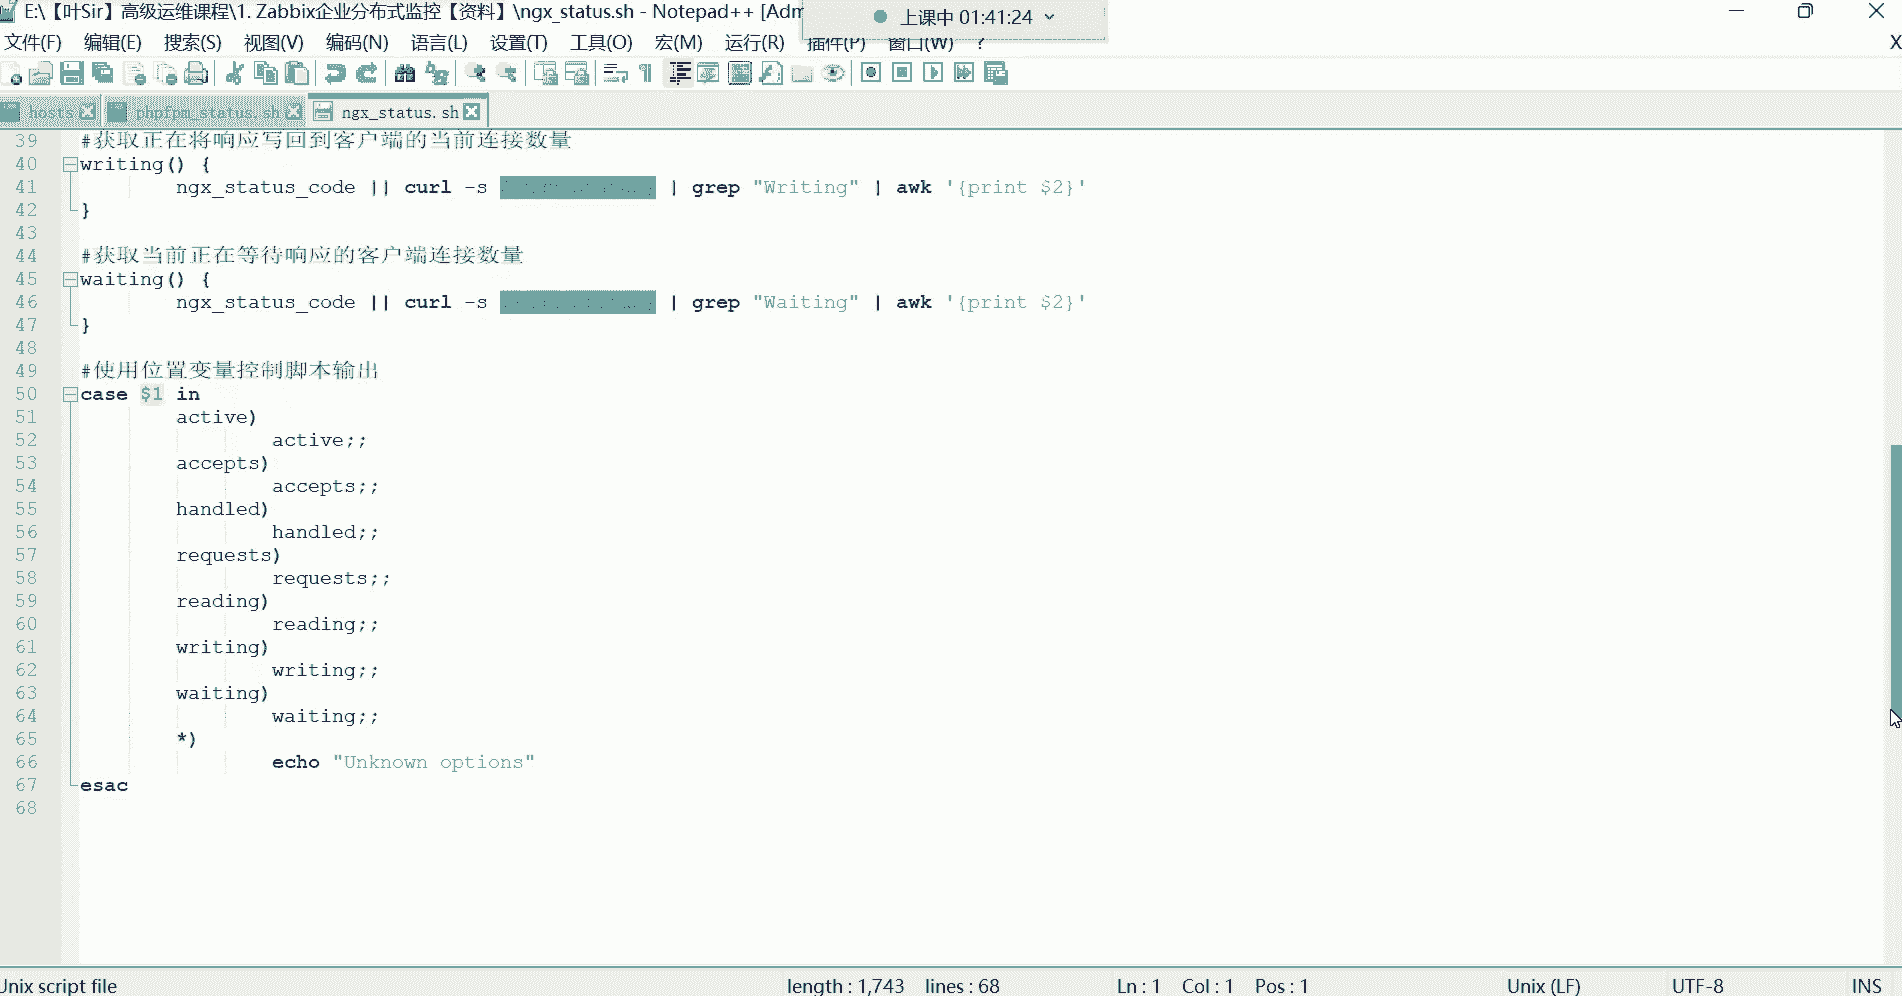 E:\【叶Sir】高级运维课程\1. Zabbix企业分布式监控【资料】\ngx_status.sh - Notepad++ [Adm
上课中 01:41:24
文件(F) 编辑(E) 搜索(S) 视图(V) 编码(N) 语言(L) 设置(T) 工具(O) 宏(M) 运行(R) 插件(P) 窗口(W) ? X
hosts phpfpm_status.sh ngx_status.sh
39 #获取正在将响应写回到客户端的当前连接数量
40 writing() {
41 ngx_status_code || curl -s | grep "Writing" | awk '{print $2}'
42 }
43
44 #获取当前正在等待响应的客户端连接数量
45 waiting() {
46 ngx_status_code || curl -s | grep "Waiting" | awk '{print $2}'
47 }
48
49 #使用位置变量控制脚本输出
50 case $1 in
51 active)
52 active;;
53 accepts)
54 accepts;;
55 handled)
56 handled;;
57 requests)
58 requests;;
59 reading)
60 reading;;
61 writing)
62 writing;;
63 waiting)
64 waiting;;
65 *)
66 echo "Unknown options"
67 esac
68
Unix script file length : 1,743 lines : 68 Ln : 1 Col : 1 Pos : 1 Unix (LF) UTF-8 INS